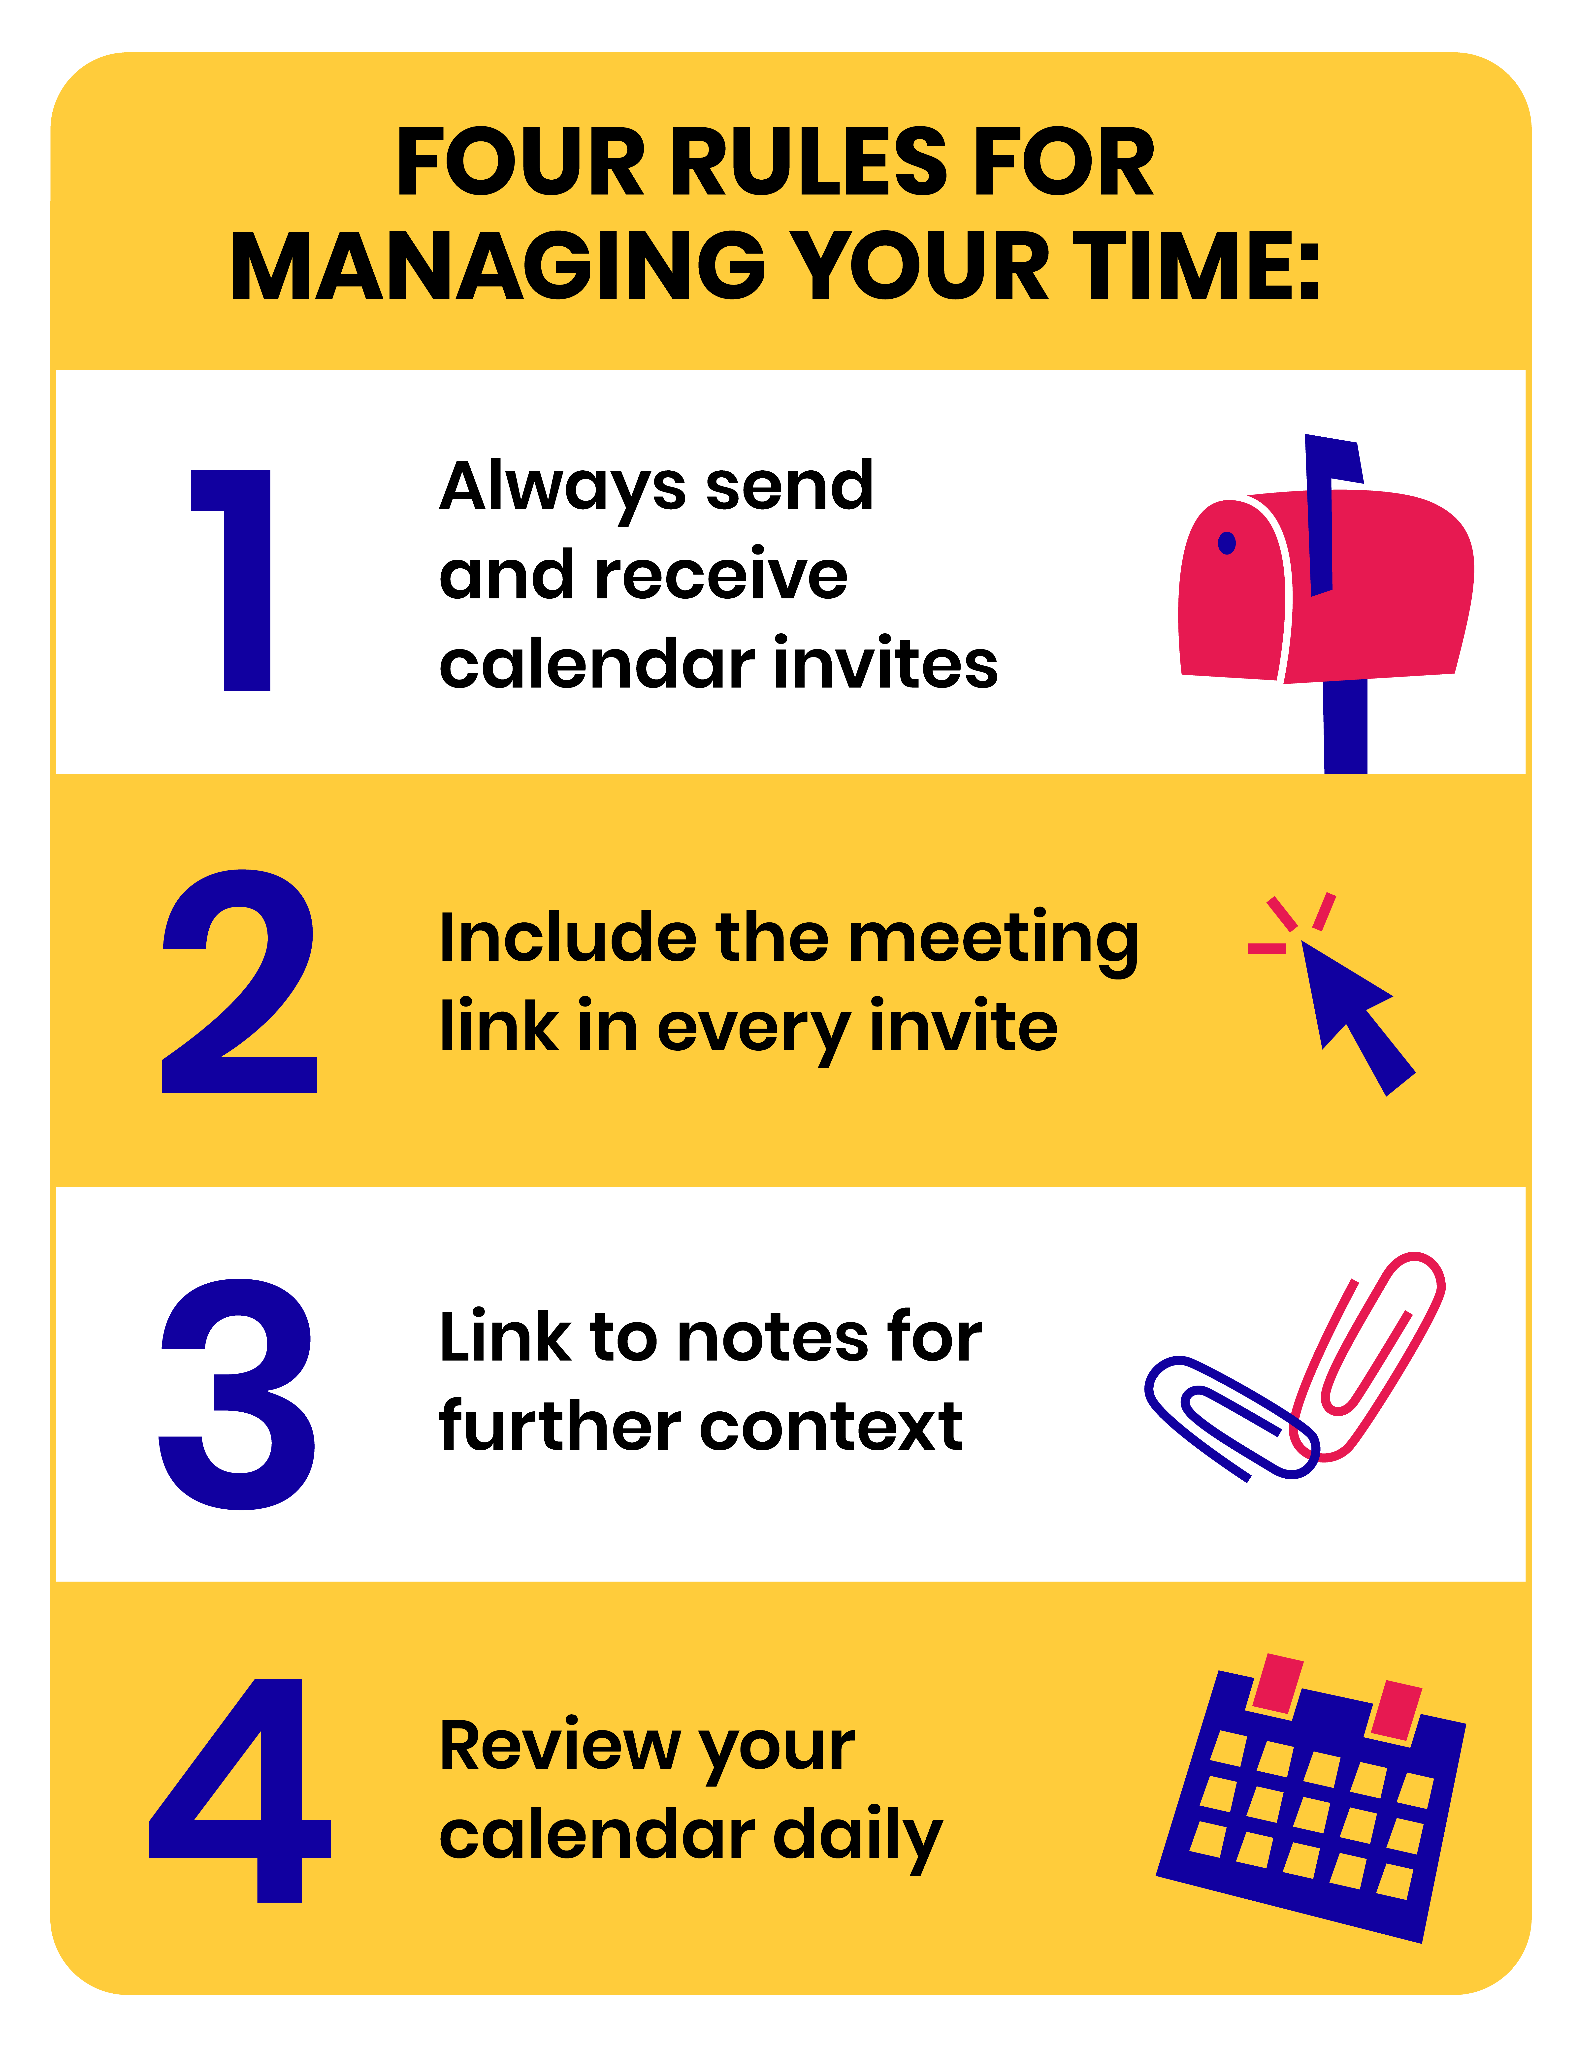 FOUR RULES FOR
MANAGING YOUR TIME:
1
Always send
and receive
calendar invites
2
Include the meeting
link in every invite
3
Link to notes for
further context
4
Review your
calendar daily